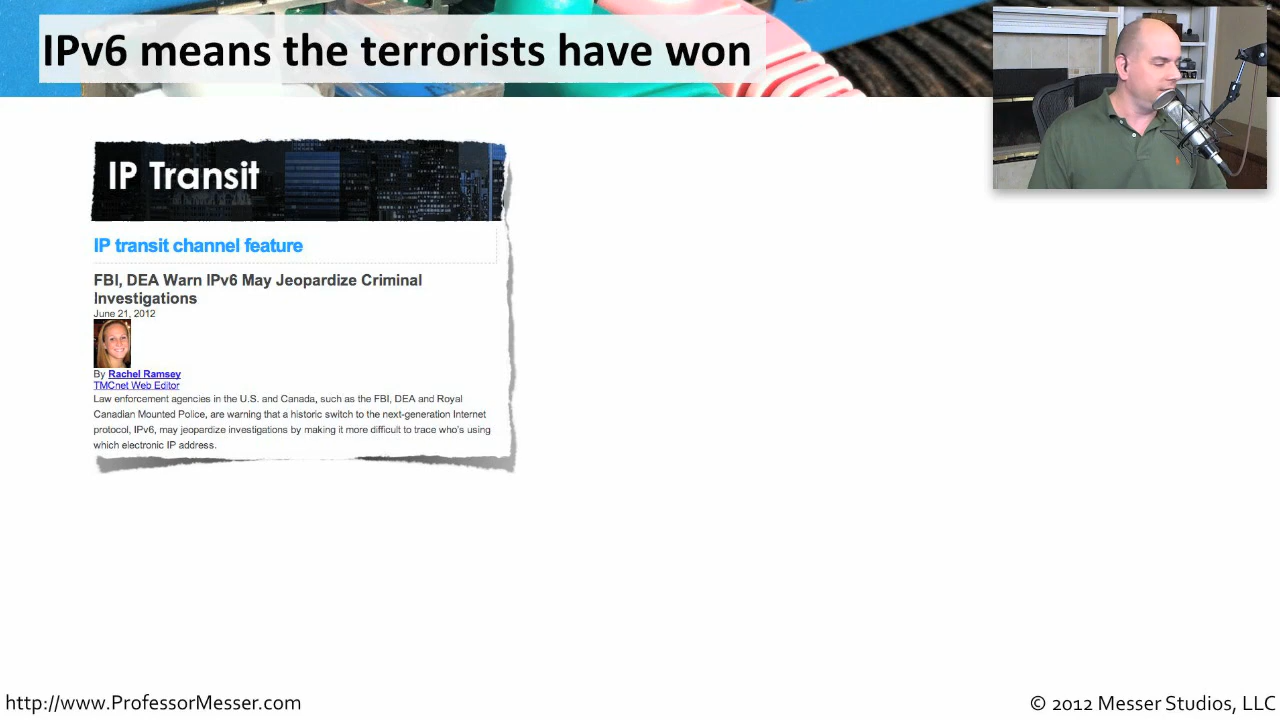 IPv6 means the terrorists have won
IP Transit
IP transit channel feature
FBI, DEA Warn IPv6 May Jeopardize Criminal
Investigations
June 21, 2012
By Rachel Ramsey
TMCnet Web Editor
Law enforcement agencies in the U.S. and Canada, such as the FBI, DEA and Royal
Canadian Mounted Police, are warning that a historic switch to the next-generation Internet
protocol, IPv6, may jeopardize investigations by making it more difficult to trace who's using
which electronic IP address.
http://www.ProfessorMesser.com
© 2012 Messer Studios, LLC